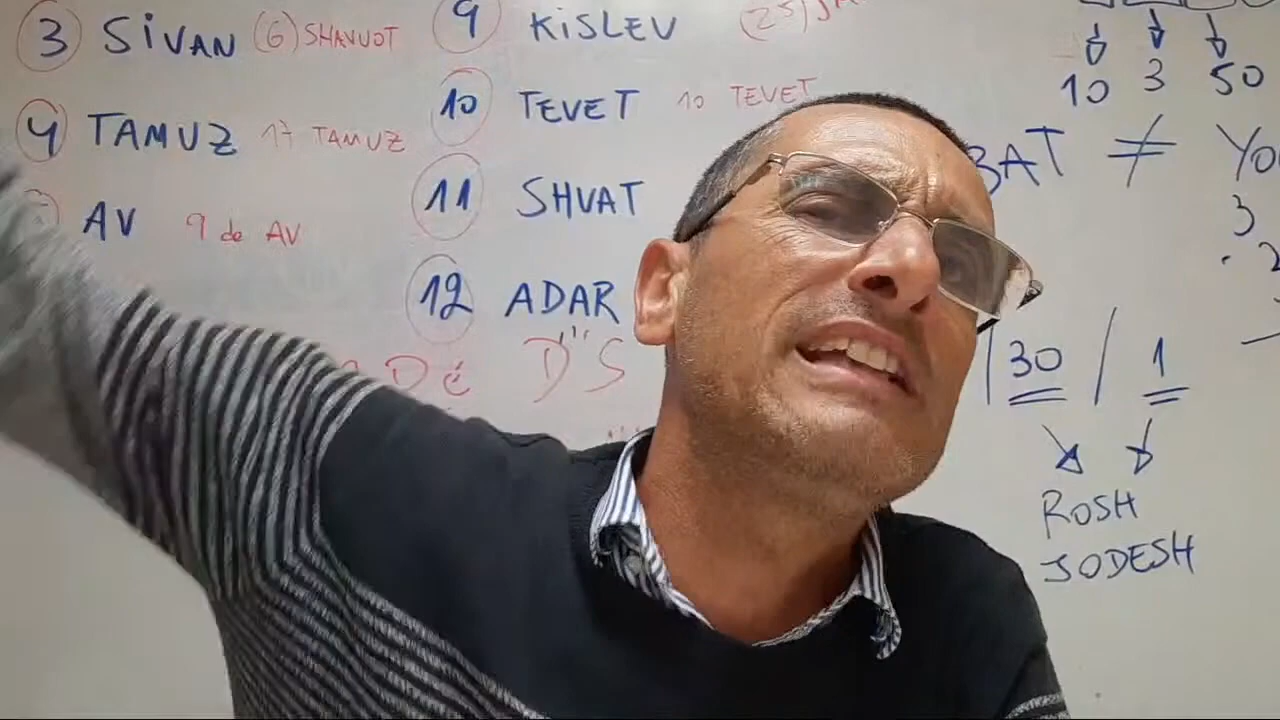 3 SIVAN (6) SHAVUOT
4 TAMUZ 17 TAMUZ
AV 9 de AV
9 KISLEV (25)
10 TEVET 10 TEVET
11 SHVAT
12 ADAR
D"S
10 3 50
BAT ≠
3
/ 30 / 1
ROSH
JODESH